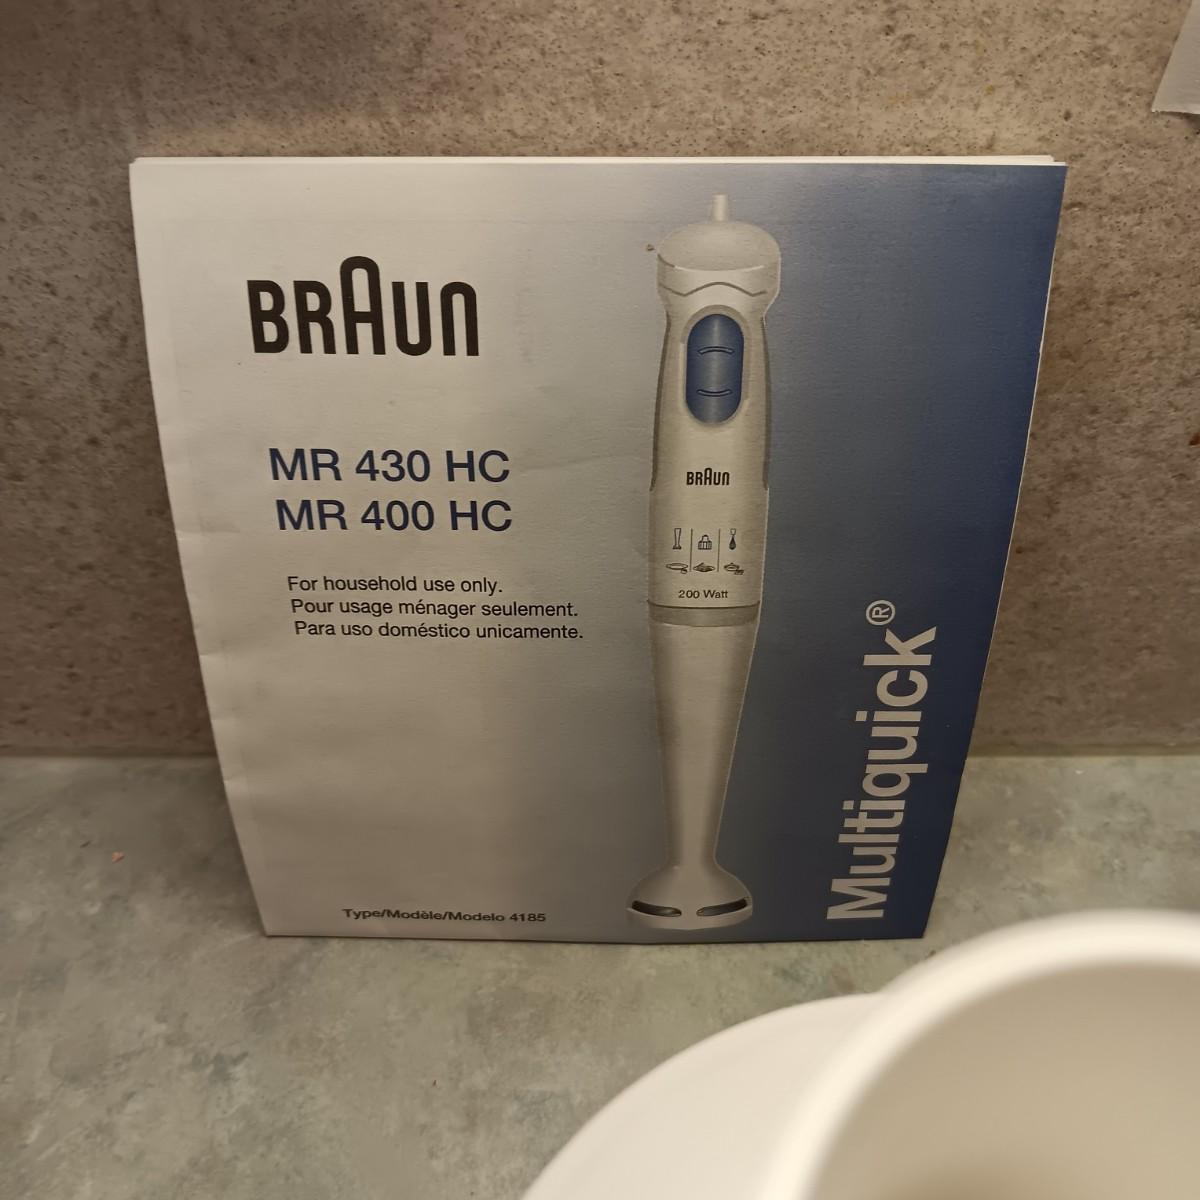 BRAUN
MR 430 HC
MR 400 HC
For household use only.
Pour usage ménager seulement.
Para uso doméstico unicamente.
BRAUN
200 Watt
Multiquick®
Type/Modèle/Modelo 4185